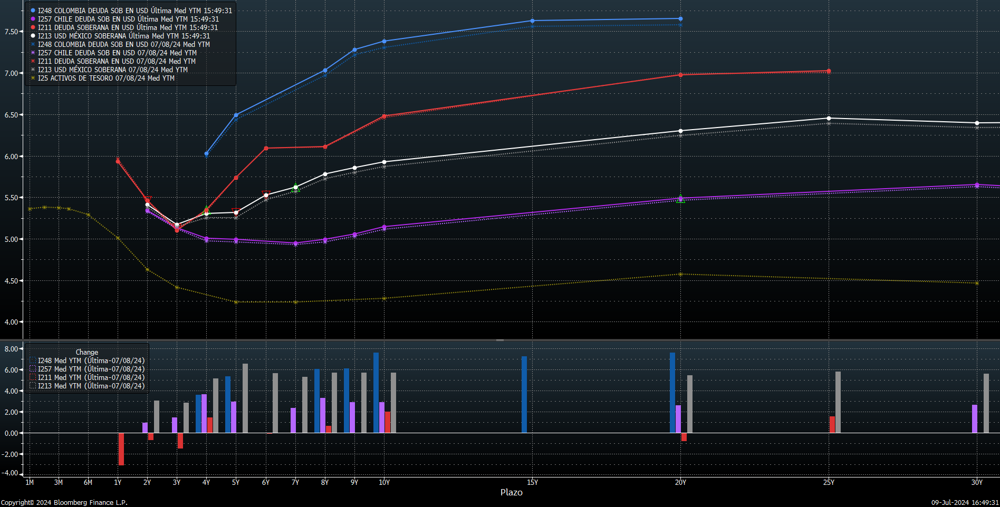 I248 COLOMBIA DEUDA SOB EN USD Última Med YTM 15:49:31
I257 CHILE DEUDA SOB EN USD Última Med YTM 15:49:31
I211 DEUDA SOBERANA EN USD Última Med YTM 15:49:31
I213 USD MÉXICO SOBERANA Última Med YTM 15:49:31
I248 COLOMBIA DEUDA SOB EN USD 07/08/24 Med YTM
I257 CHILE DEUDA SOB EN USD 07/08/24 Med YTM
I211 DEUDA SOBERANA EN USD 07/08/24 Med YTM
I213 USD MÉXICO SOBERANA 07/08/24 Med YTM
I25 ACTIVOS DE TESORO 07/08/24 Med YTM
7.50
7.00
6.50
6.00
5.50
5.00
4.50
4.00
Change
I248 Med YTM (Última-07/08/24)
I257 Med YTM (Última-07/08/24)
I211 Med YTM (Última-07/08/24)
I213 Med YTM (Última-07/08/24)
8.00
6.00
4.00
2.00
0.00
-2.00
-4.00
1M 3M 6M 1Y 2Y 3Y 4Y 5Y 6Y 7Y 8Y 9Y 10Y 15Y 20Y 25Y 30Y
Plazo
Copyright© 2024 Bloomberg Finance L.P.
09-Jul-2024 16:49:31